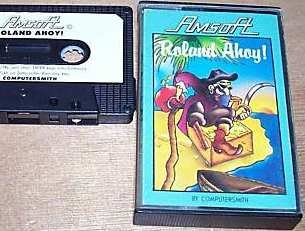 Amsoft
ROLAND AHOY!
COMPUTERSMITH
Amsoft
Roland Ahoy!
BY COMPUTERSMITH